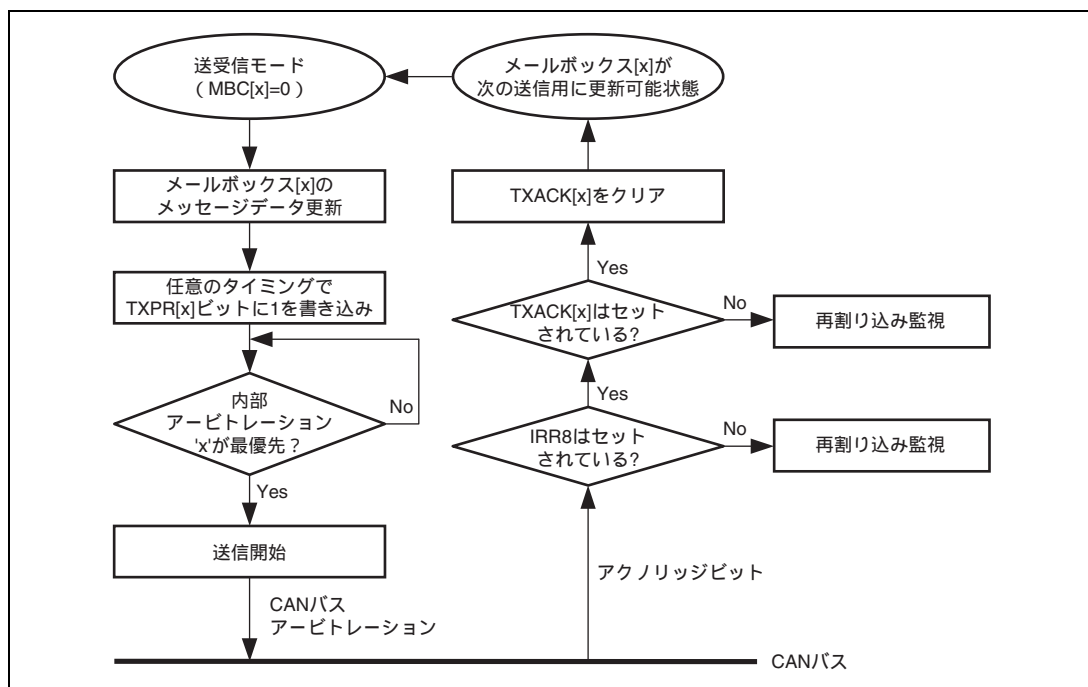 送受信モード
（MBC[x]=0）
メールボックス[x]の
メッセージデータ更新
任意のタイミングで
TXPR[x]ビットに1を書き込み
内部
アービトレーション
'x'が最優先？
No
Yes
送信開始
CANバス
アービトレーション
CANバス
アクノリッジビット
IRR8はセット
されている?
No
再割り込み監視
Yes
TXACK[x]はセット
されている?
No
再割り込み監視
Yes
TXACK[x]をクリア
メールボックス[x]が
次の送信用に更新可能状態